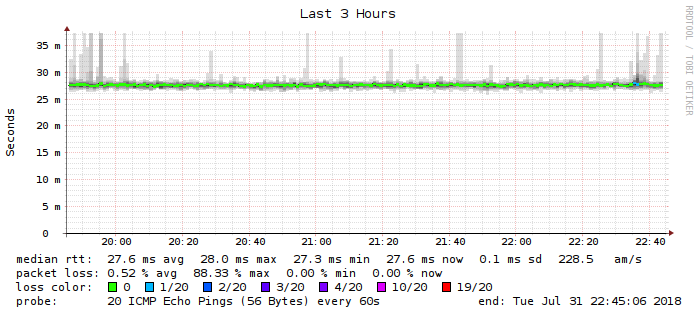 Last 3 Hours
RRDTOOL / TOBI OETIKER
Seconds
35 m
30 m
25 m
20 m
15 m
10 m
5 m
0
20:00 20:20 20:40 21:00 21:20 21:40 22:00 22:20 22:40
median rtt: 27.6 ms avg 28.0 ms max 27.3 ms min 27.6 ms now 0.1 ms sd 228.5 am/s
packet loss: 0.52 % avg 88.33 % max 0.00 % min 0.00 % now
loss color: 0 1/20 2/20 3/20 4/20 10/20 19/20
probe: 20 ICMP Echo Pings (56 Bytes) every 60s end: Tue Jul 31 22:45:06 2018